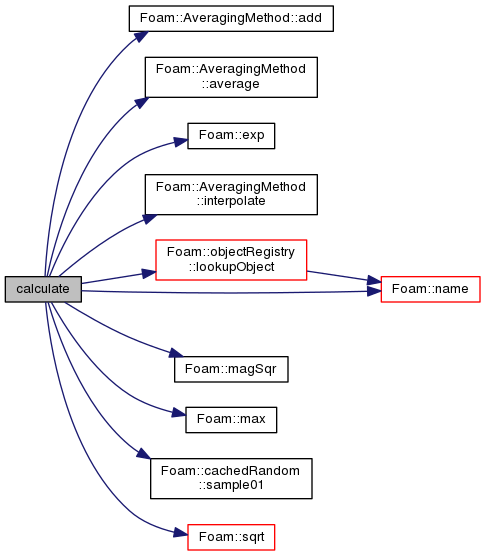 Foam::AveragingMethod::add
Foam::AveragingMethod
::average
Foam::exp
Foam::AveragingMethod
::interpolate
Foam::objectRegistry
::lookupObject
Foam::name
calculate
Foam::magSqr
Foam::max
Foam::cachedRandom
::sample01
Foam::sqrt